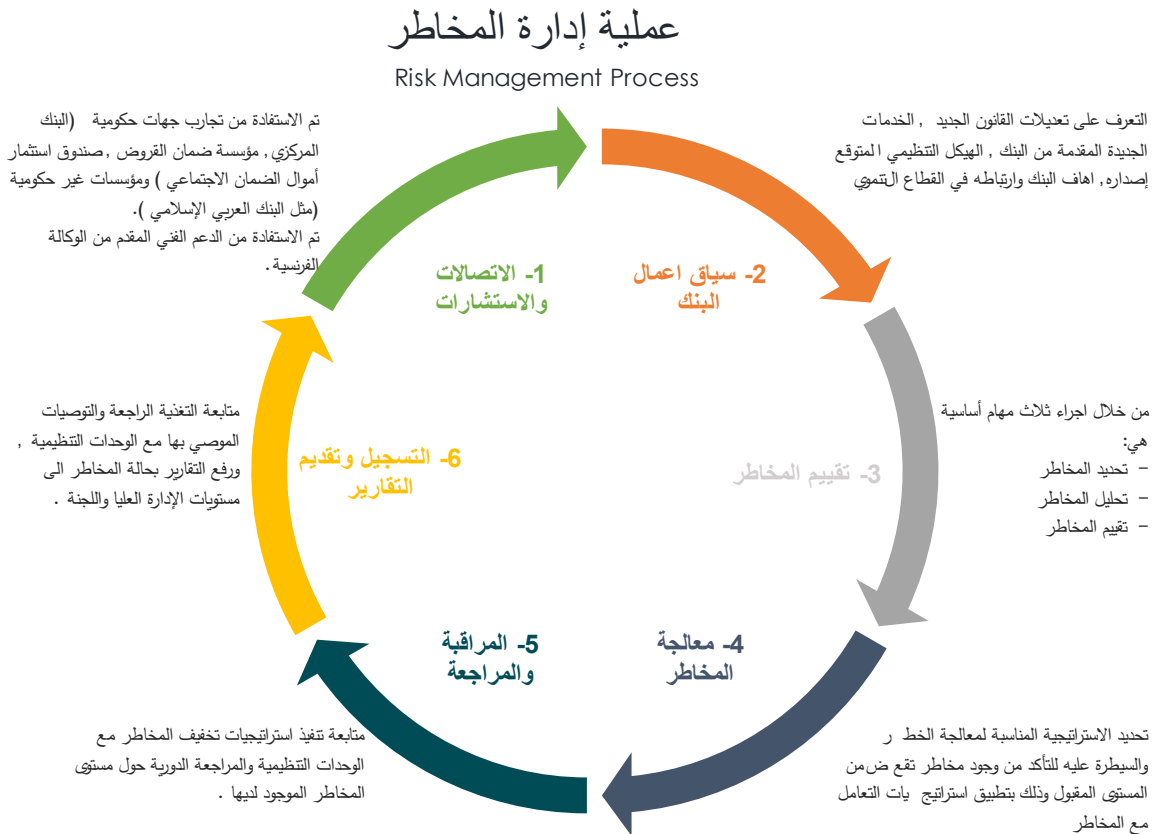 عملية إدارة المخاطر
Risk Management Process
تم الاستفادة من تجارب جهات حكومية (البنك
المركزي, مؤسسة ضمان القروض , صندوق استثمار
أموال الضمان الاجتماعي ) ومؤسسات غير حكومية
(مثل البنك العربي الإسلامي ).
تم الاستفادة من الدعم الفني المقدم من الوكالة
الفرنسية .
1- الاتصالات
والاستشارات
التعرف على تعديلات القانون الجديد , الخدمات
الجديدة المقدمة من البنك , الهيكل التنظيمي المتوقع
إصداره, اهاف البنك وارتباطه في القطاع التموي
2- سياق اعمال
البنك
من خلال اجراء ثلاث مهام أساسية
هي:
- تحديد المخاطر
- تحليل المخاطر
- تقييم المخاطر
3- تقييم المخاطر
4- معالجة
المخاطر
تحديد الاستراتيجية المناسبة لمعالجة الخط ر
والسيطرة عليه للتأكد من وجود مخاطر تقع ضمن
المستوى المقبول وذلك بتطبيق استراتيج يات التعامل
مع المخاطر
5- المراقبة
والمراجعة
متابعة تنفيذ استراتيجيات تخفيف المخاطر مع
الوحدات التنظيمية والمراجعة الدورية حول مستوى
المخاطر الموجود لديها .
6- التسجيل وتقديم
التقارير
متابعة التغذية الراجعة والتوصيات
الموصي بها مع الوحدات التنظيمية ,
ورفع التقارير بحالة المخاطر الى
مستويات الإدارة العليا واللجنة .